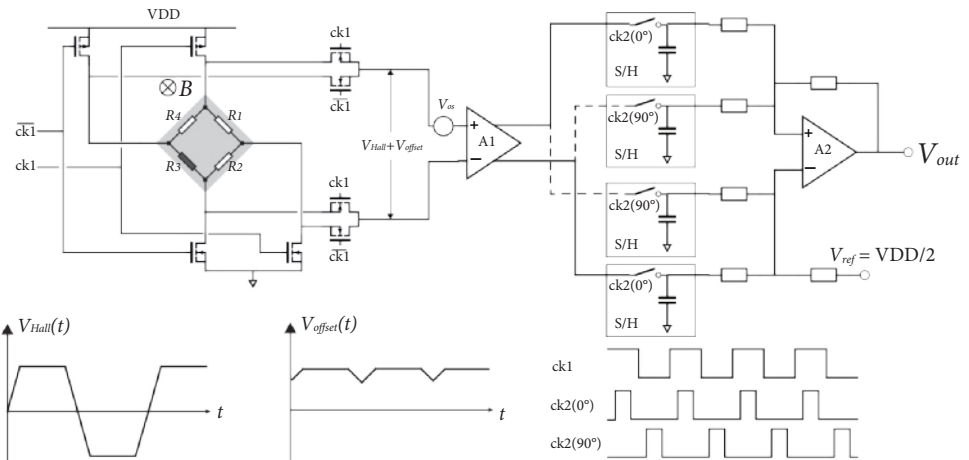 VDD
ck1
ck1
B
R4
R1
R3
R2
ck1
ck1
ck1
ck1
V_Hall+V_offset
V_os
+
A1
−
ck2(0°)
S/H
ck2(90°)
S/H
ck2(90°)
S/H
ck2(0°)
S/H
+
A2
−
V_out
V_ref = VDD/2
V_Hall(t)
t
V_offset(t)
t
ck1
ck2(0°)
ck2(90°)